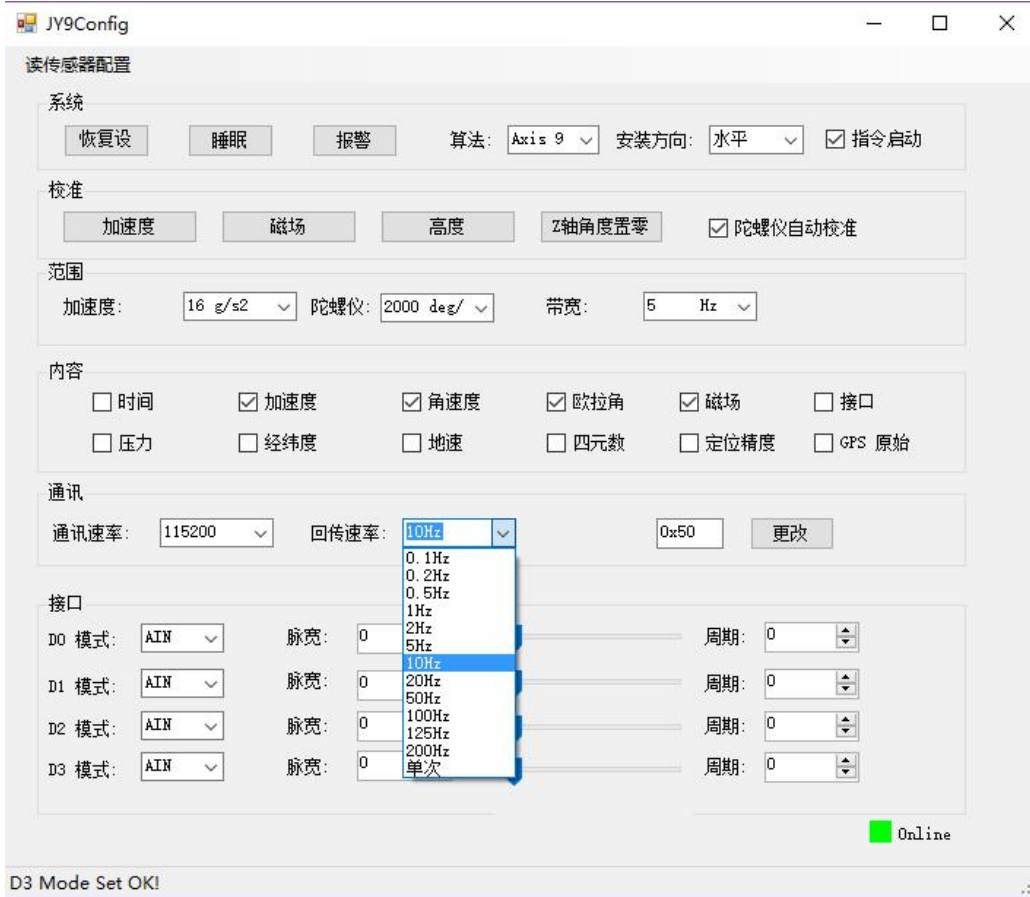 JY9Config
读传感器配置
系统
恢复设 睡眠 报警 算法: Axis 9 安装方向: 水平 指令启动
校准
加速度 磁场 高度 Z轴角度置零 陀螺仪自动校准
范围
加速度: 16 g/s2 陀螺仪: 2000 deg/ 带宽: 5 Hz
内容
时间 加速度 角速度 欧拉角 磁场 接口
压力 经纬度 地速 四元数 定位精度 GPS 原始
通讯
通讯速率: 115200 回传速率: 10Hz 0x50 更改
0.1Hz
0.2Hz
0.5Hz
1Hz
2Hz
5Hz
10Hz
20Hz
50Hz
100Hz
125Hz
200Hz
单次
接口
D0 模式: AIN 脉宽: 0 周期: 0
D1 模式: AIN 脉宽: 0 周期: 0
D2 模式: AIN 脉宽: 0 周期: 0
D3 模式: AIN 脉宽: 0 周期: 0
Online
D3 Mode Set OK!